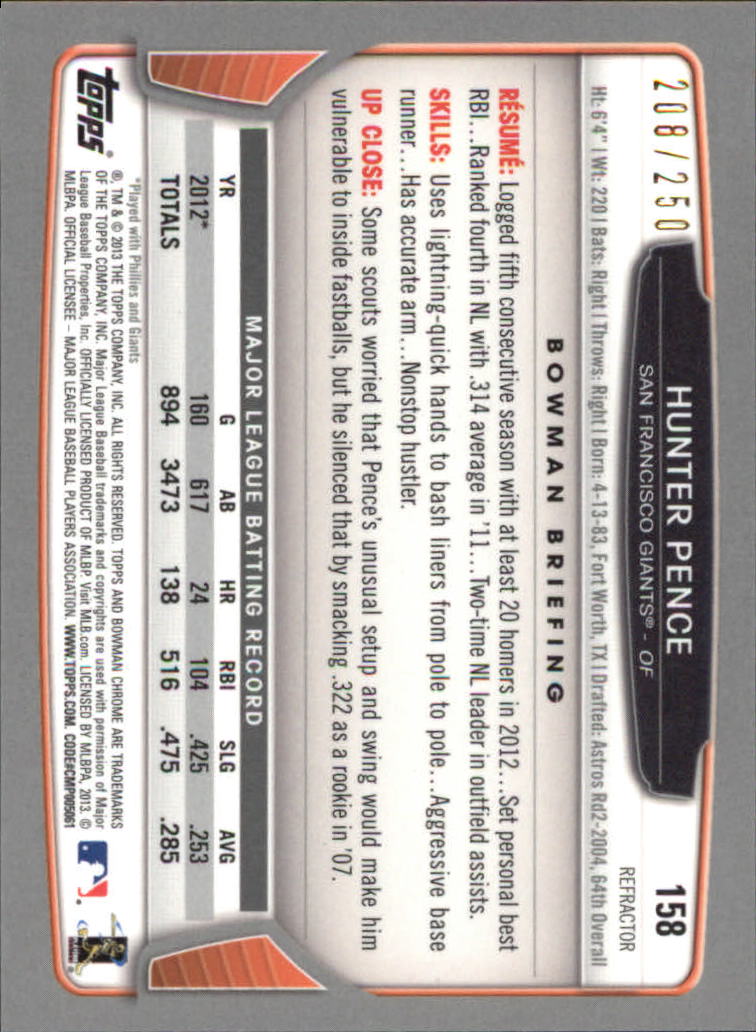 208/250
HUNTER PENCE
SAN FRANCISCO GIANTS® - OF
158
REFRACTOR
Ht: 6'4" | Wt: 220 | Bats: Right | Throws: Right | Born: 4-13-83, Fort Worth, TX | Drafted: Astros Rd2-2004, 64th Overall
BOWMAN BRIEFING
RÉSUMÉ: Logged fifth consecutive season with at least 20 homers in 2012...Set personal best
RBI...Ranked fourth in NL with .314 average in '11...Two-time NL leader in outfield assists.
SKILLS: Uses lightning-quick hands to bash liners from pole to pole...Aggressive base
runner...Has accurate arm...Nonstop hustler.
UP CLOSE: Some scouts worried that Pence's unusual setup and swing would make him
vulnerable to inside fastballs, but he silenced that by smacking .322 as a rookie in '07.
MAJOR LEAGUE BATTING RECORD
YR G AB HR RBI SLG AVG
2012* 160 617 24 104 .425 .253
TOTALS 894 3473 138 516 .475 .285
*Played with Phillies and Giants
topps®
®, TM & © 2013 THE TOPPS COMPANY, INC. ALL RIGHTS RESERVED. TOPPS AND BOWMAN CHROME ARE TRADEMARKS
OF THE TOPPS COMPANY, INC. Major League Baseball trademarks and copyrights are used with permission of Major
League Baseball Properties, Inc. OFFICIALLY LICENSED PRODUCT OF MLBP. Visit MLB.com. LICENSED BY MLBPA, 2013. ©
MLBPA. OFFICIAL LICENSEE – MAJOR LEAGUE BASEBALL PLAYERS ASSOCIATION. WWW.TOPPS.COM. CODE#CMP005061